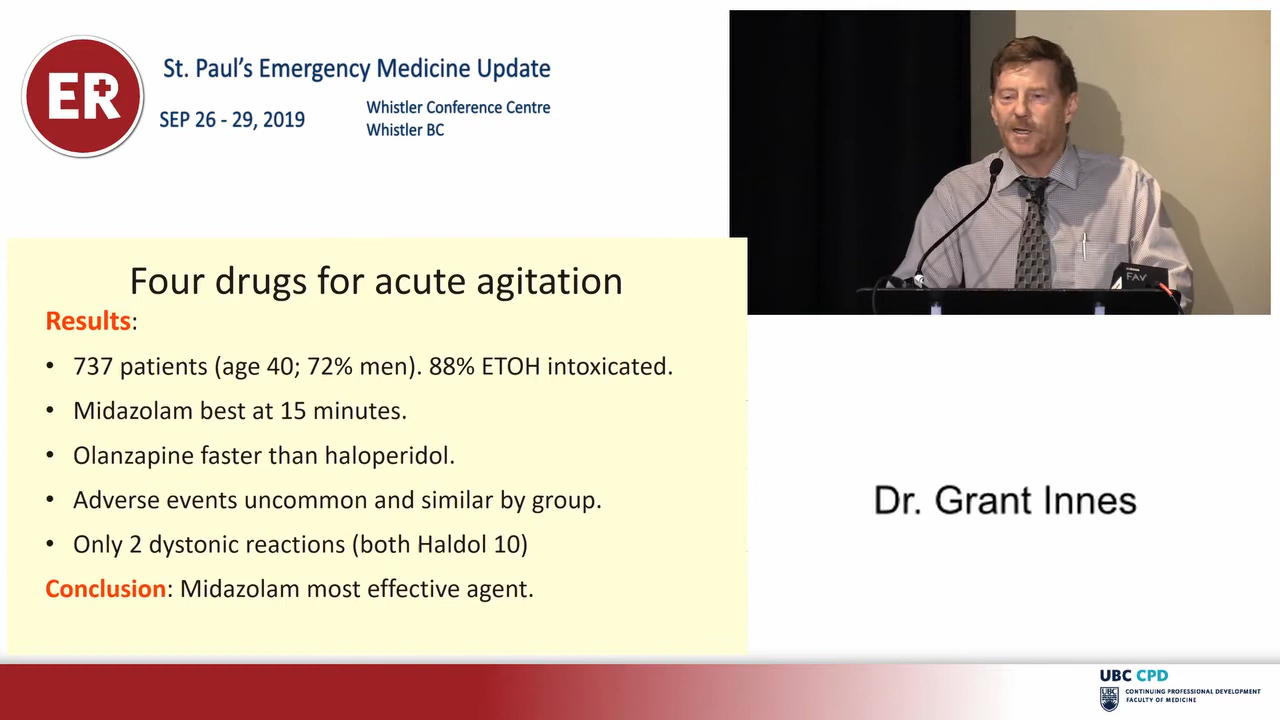 ER
St. Paul's Emergency Medicine Update
SEP 26 - 29, 2019
Whistler Conference Centre
Whistler BC
Four drugs for acute agitation
Results:
• 737 patients (age 40; 72% men). 88% ETOH intoxicated.
• Midazolam best at 15 minutes.
• Olanzapine faster than haloperidol.
• Adverse events uncommon and similar by group.
• Only 2 dystonic reactions (both Haldol 10)
Conclusion: Midazolam most effective agent.
Dr. Grant Innes
UBC CPD
CONTINUING PROFESSIONAL DEVELOPMENT
FACULTY OF MEDICINE